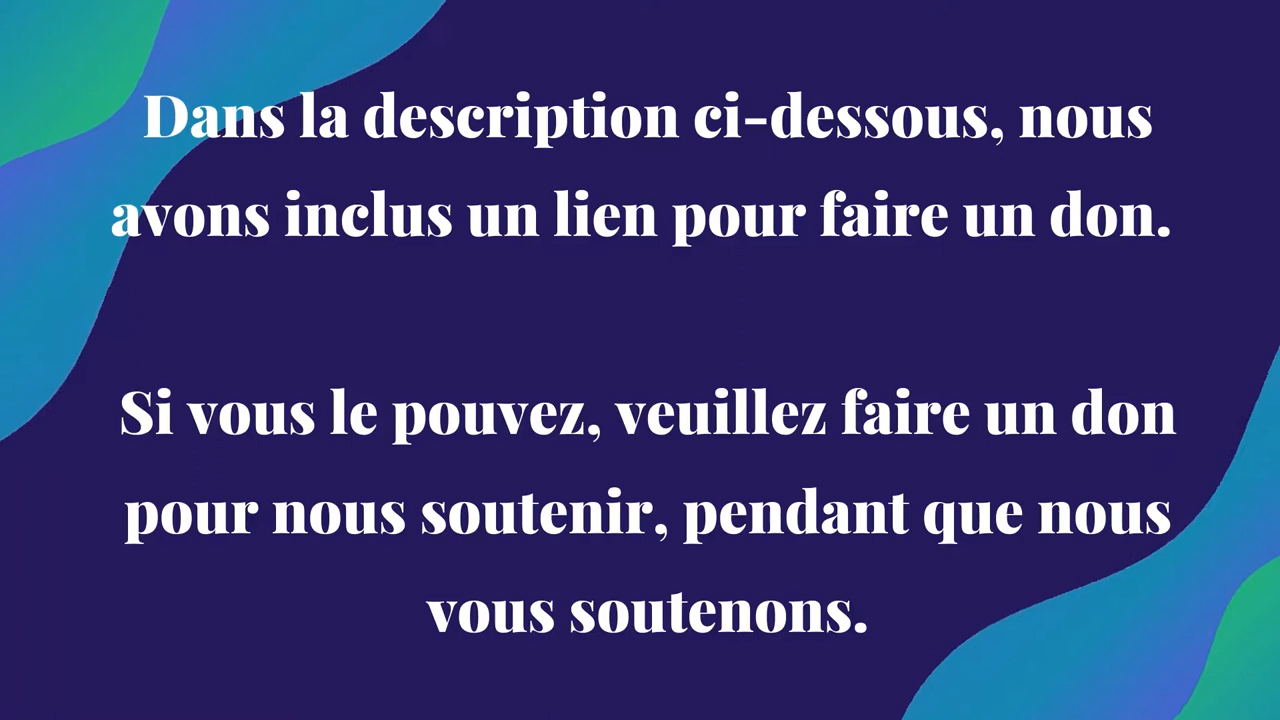 Dans la description ci-dessous, nous
avons inclus un lien pour faire un don.
Si vous le pouvez, veuillez faire un don
pour nous soutenir, pendant que nous
vous soutenons.